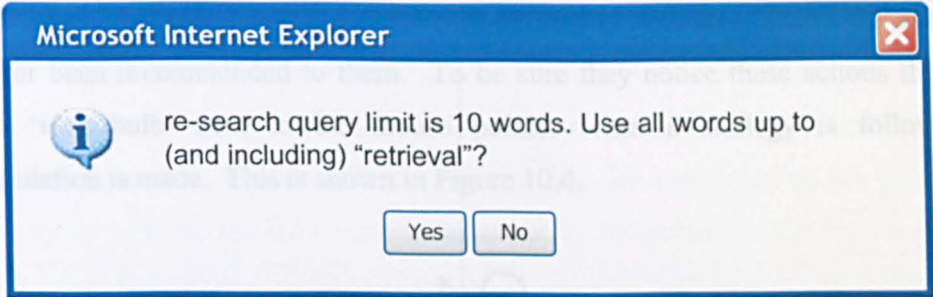 Microsoft Internet Explorer
re-search query limit is 10 words. Use all words up to
(and including) “retrieval”?
Yes No